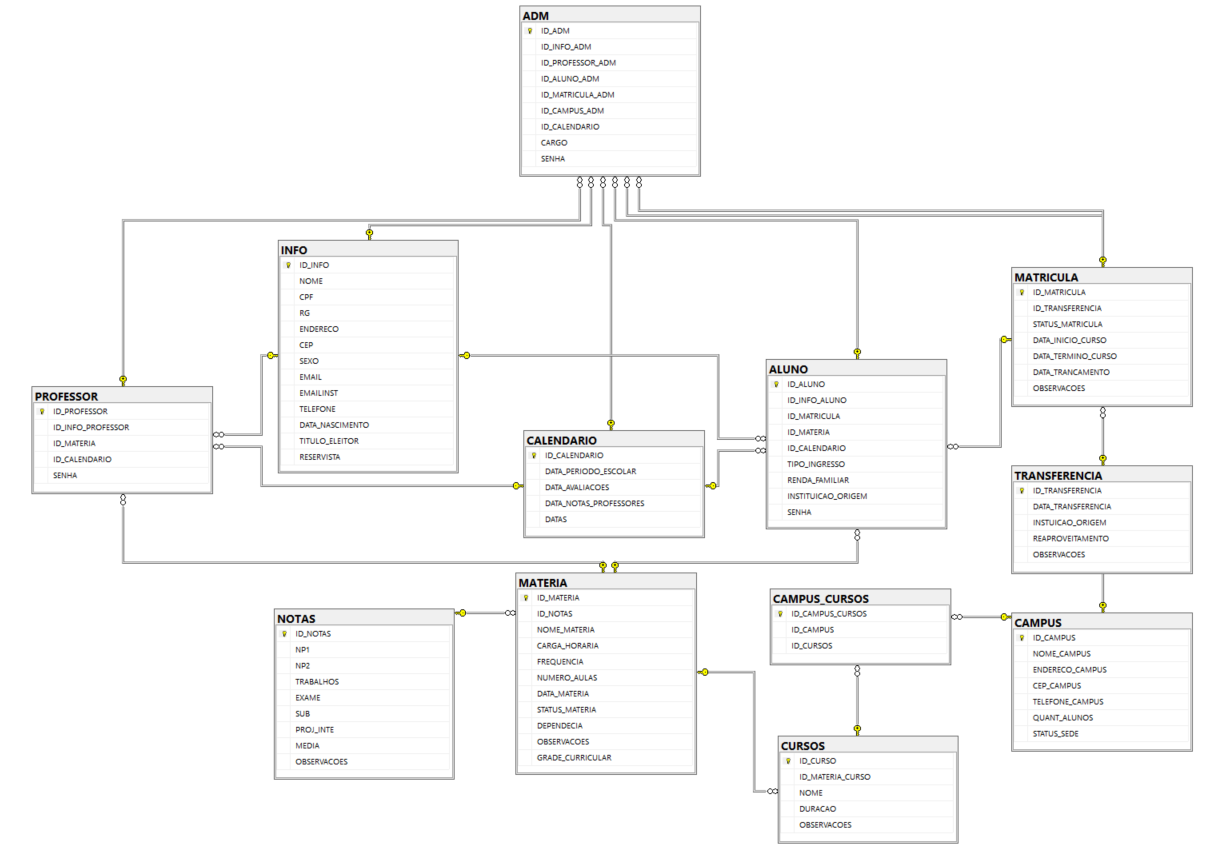 ADM
ID_ADM
ID_INFO_ADM
ID_PROFESSOR_ADM
ID_ALUNO_ADM
ID_MATRICULA_ADM
ID_CAMPUS_ADM
ID_CALENDARIO
CARGO
SENHA
INFO
ID_INFO
NOME
CPF
RG
ENDERECO
CEP
SEXO
EMAIL
EMAILINST
TELEFONE
DATA_NASCIMENTO
TITULO_ELEITOR
RESERVISTA
MATRICULA
ID_MATRICULA
ID_TRANSFERENCIA
STATUS_MATRICULA
DATA_INICIO_CURSO
DATA_TERMINO_CURSO
DATA_TRANCAMENTO
OBSERVACOES
PROFESSOR
ID_PROFESSOR
ID_INFO_PROFESSOR
ID_MATERIA
ID_CALENDARIO
SENHA
CALENDARIO
ID_CALENDARIO
DATA_PERIODO_ESCOLAR
DATA_AVALIACOES
DATA_NOTAS_PROFESSORES
DATAS
ALUNO
ID_ALUNO
ID_INFO_ALUNO
ID_MATRICULA
ID_MATERIA
ID_CALENDARIO
TIPO_INGRESSO
RENDA_FAMILIAR
INSTITUICAO_ORIGEM
SENHA
TRANSFERENCIA
ID_TRANSFERENCIA
DATA_TRANSFERENCIA
INSTUICAO_ORIGEM
REAPROVEITAMENTO
OBSERVACOES
NOTAS
ID_NOTAS
NP1
NP2
TRABALHOS
EXAME
SUB
PROJ_INTE
MEDIA
OBSERVACOES
MATERIA
ID_MATERIA
ID_NOTAS
NOME_MATERIA
CARGA_HORARIA
FREQUENCIA
NUMERO_AULAS
DATA_MATERIA
STATUS_MATERIA
DEPENDECIA
OBSERVACOES
GRADE_CURRICULAR
CAMPUS_CURSOS
ID_CAMPUS_CURSOS
ID_CAMPUS
ID_CURSOS
CAMPUS
ID_CAMPUS
NOME_CAMPUS
ENDERECO_CAMPUS
CEP_CAMPUS
TELEFONE_CAMPUS
QUANT_ALUNOS
STATUS_SEDE
CURSOS
ID_CURSO
ID_MATERIA_CURSO
NOME
DURACAO
OBSERVACOES